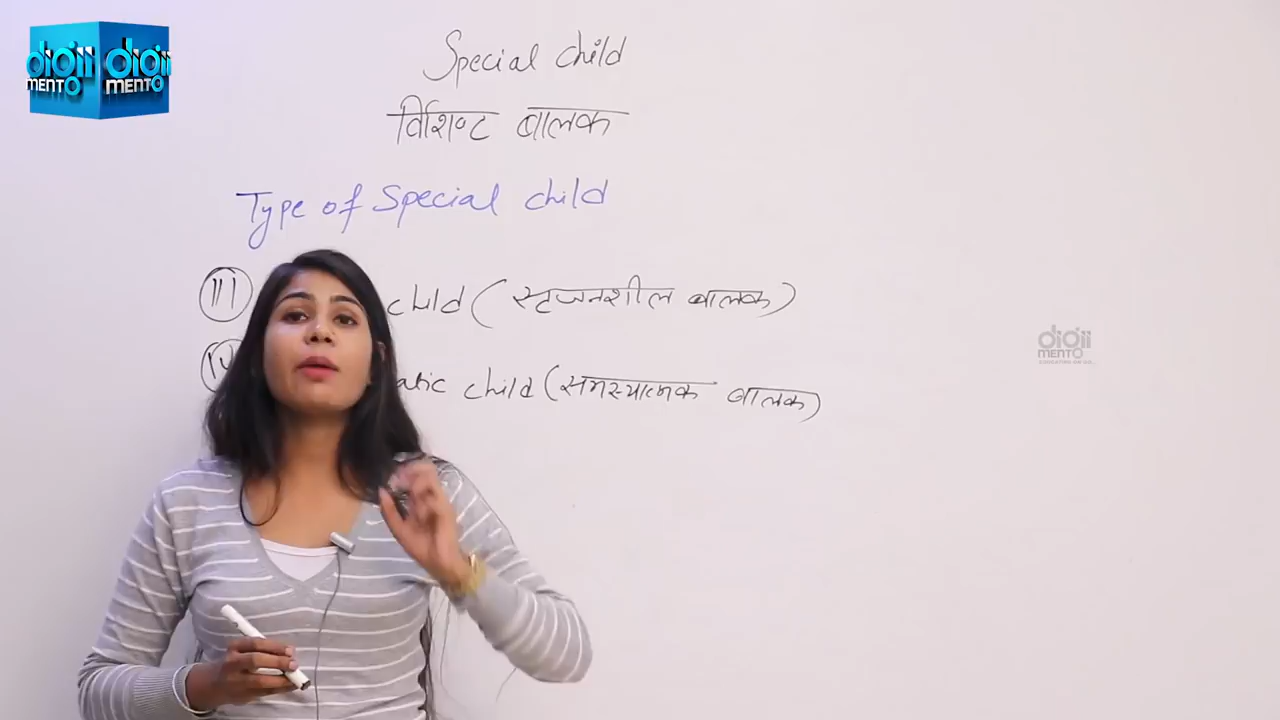 digii digii
MENTO MENTO
Special child
विशिष्ट बालक
Type of Special child
III child (सृजनशील बालक)
atic child (समस्यात्मक बालक)
digii
MENTO